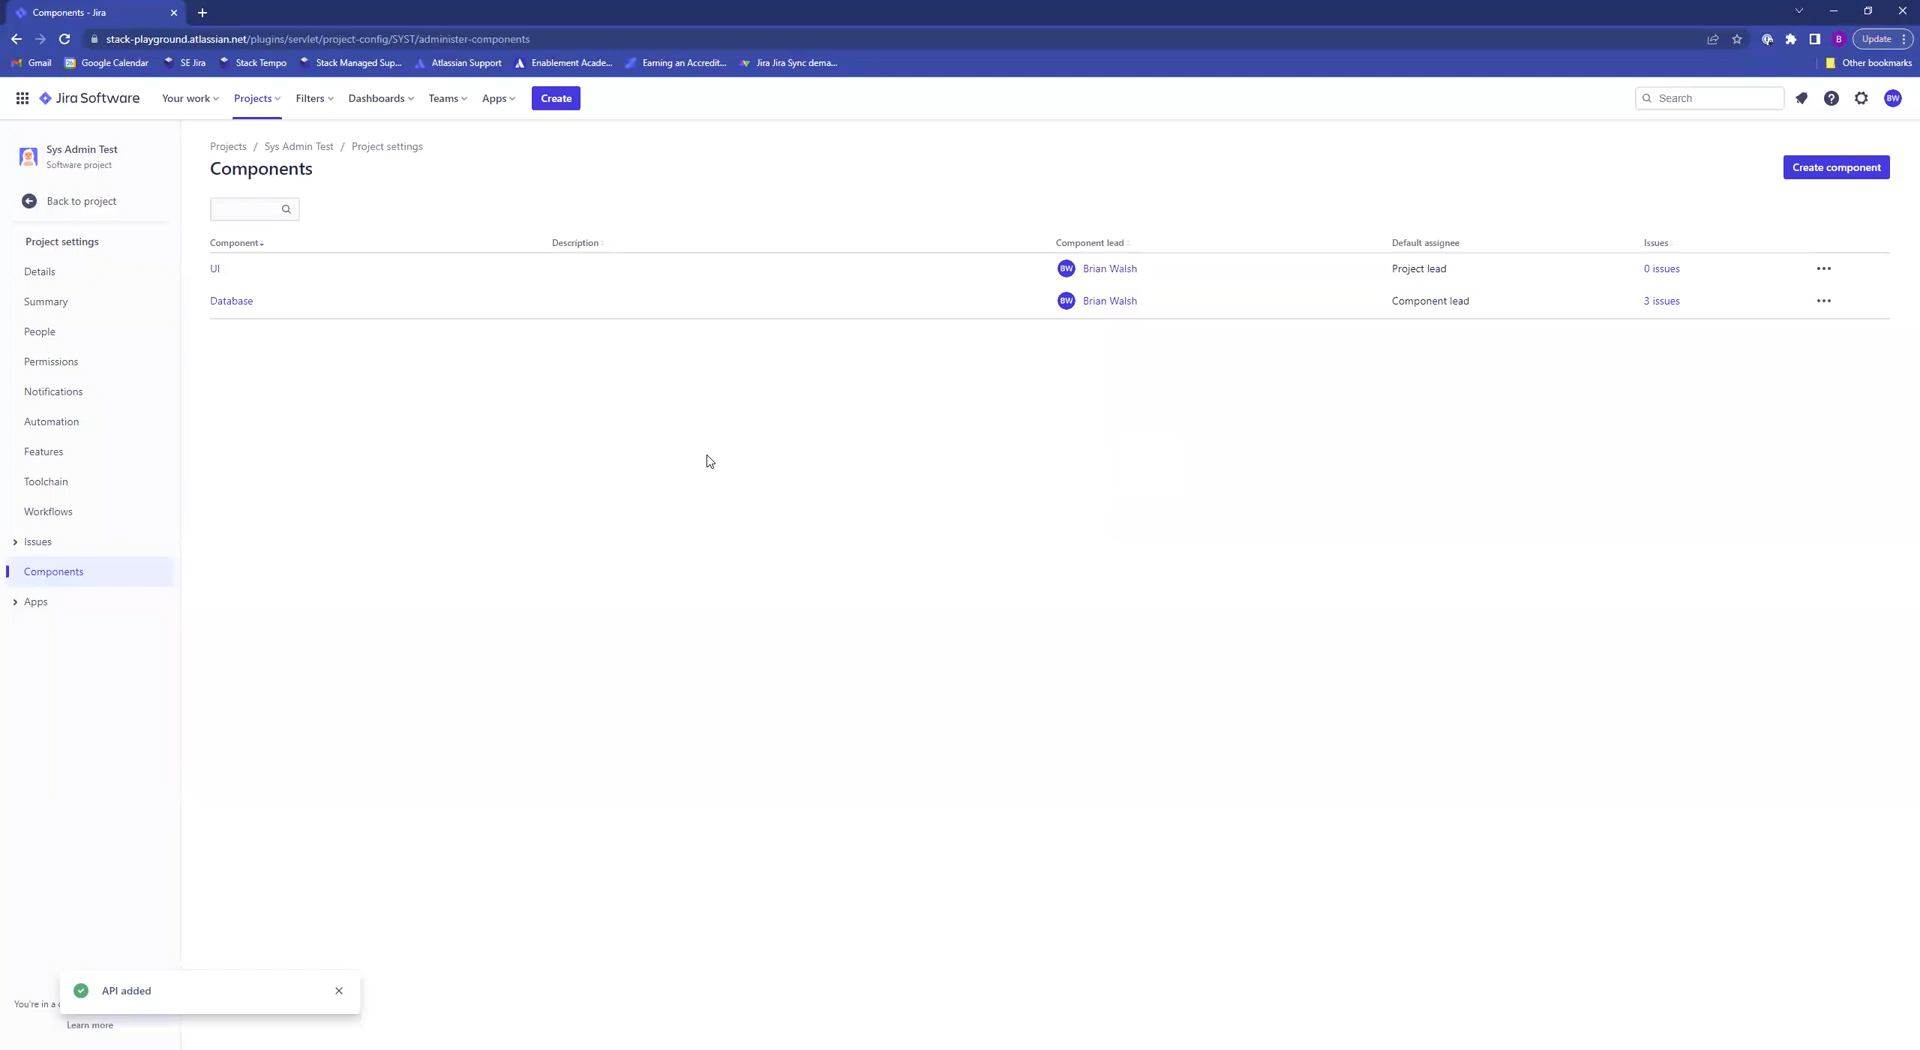 Components - Jira
stack-playground.atlassian.net/plugins/servlet/project-config/SYST/administer-components
B
Update
Gmail
Google Calendar
SE Jira
Stack Tempo
Stack Managed Sup...
Atlassian Support
Enablement Acade...
Earning an Accredit...
Jira Jira Sync dema...
Other bookmarks
Jira Software
Your work
Projects
Filters
Dashboards
Teams
Apps
Create
Search
BW
Sys Admin Test
Software project
Back to project
Project settings
Details
Summary
People
Permissions
Notifications
Automation
Features
Toolchain
Workflows
Issues
Components
Apps
Projects / Sys Admin Test / Project settings
Components
Create component
Component Description Component lead Default assignee Issues
UI BW Brian Walsh Project lead 0 issues
Database BW Brian Walsh Component lead 3 issues
API added
You're in a
Learn more